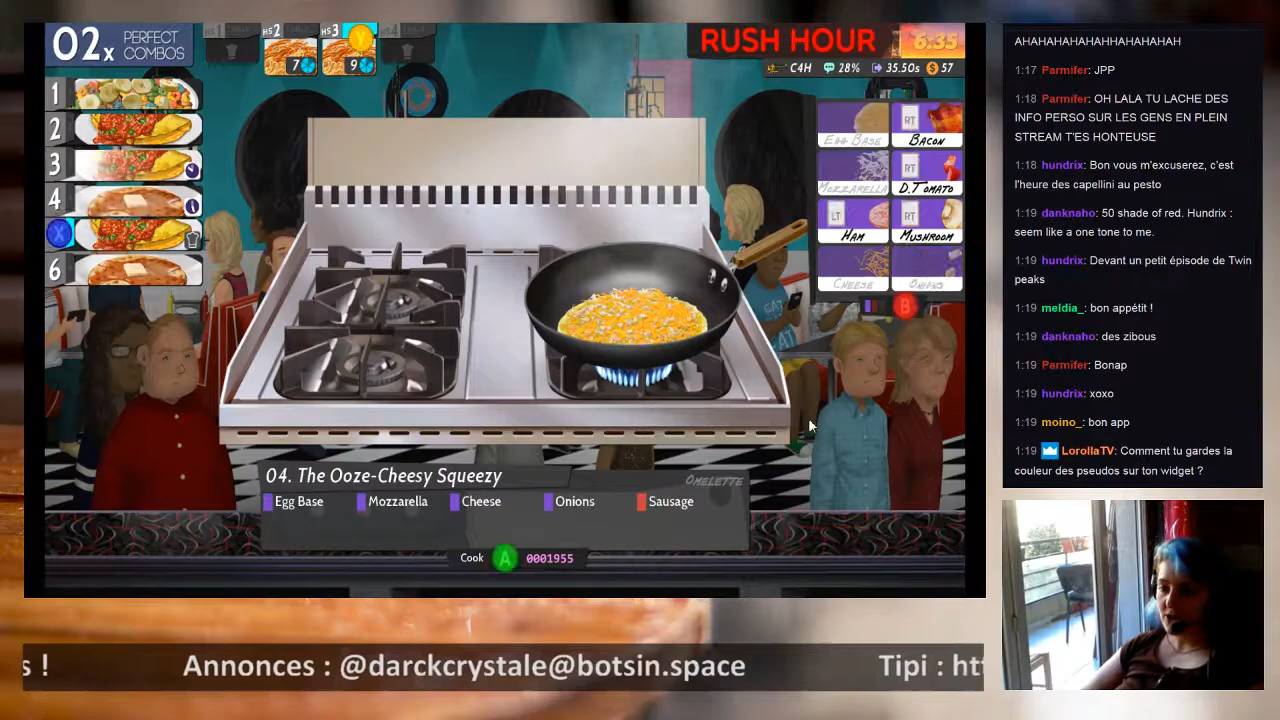 02x PERFECT COMBOS
HS1 HS2 HS3 HS4
7 9 Y
RUSH HOUR 6:35
C4H 28% 35.50s $ 57
1
2
3
4
X
6
EGG BASE RT BACON
MOZZARELLA RT D.TOMATO
LT HAM RT MUSHROOM
CHEESE ONIONS
B
CAT
04. The Ooze-Cheesy Squeezy OMELETTE
Egg Base Mozzarella Cheese Onions Sausage
Cook A 0001955
AHAHAHAHAHAHHAHAHAHAH
1:17 Parmifer: JPP
1:18 Parmifer: OH LALA TU LACHE DES
INFO PERSO SUR LES GENS EN PLEIN
STREAM T'ES HONTEUSE
1:18 hundrix: Bon vous m'excuserez, c'est
l'heure des capellini au pesto
1:19 danknaho: 50 shade of red. Hundrix :
seem like a one tone to me.
1:19 hundrix: Devant un petit épisode de Twin
peaks
1:19 meldia_: bon appétit !
1:19 danknaho: des zibous
1:19 Parmifer: Bonap
1:19 hundrix: xoxo
1:19 moino_: bon app
1:19 LorollaTV: Comment tu gardes la
couleur des pseudos sur ton widget ?
s ! Annonces : @darckcrystale@botsin.space Tipi : htt